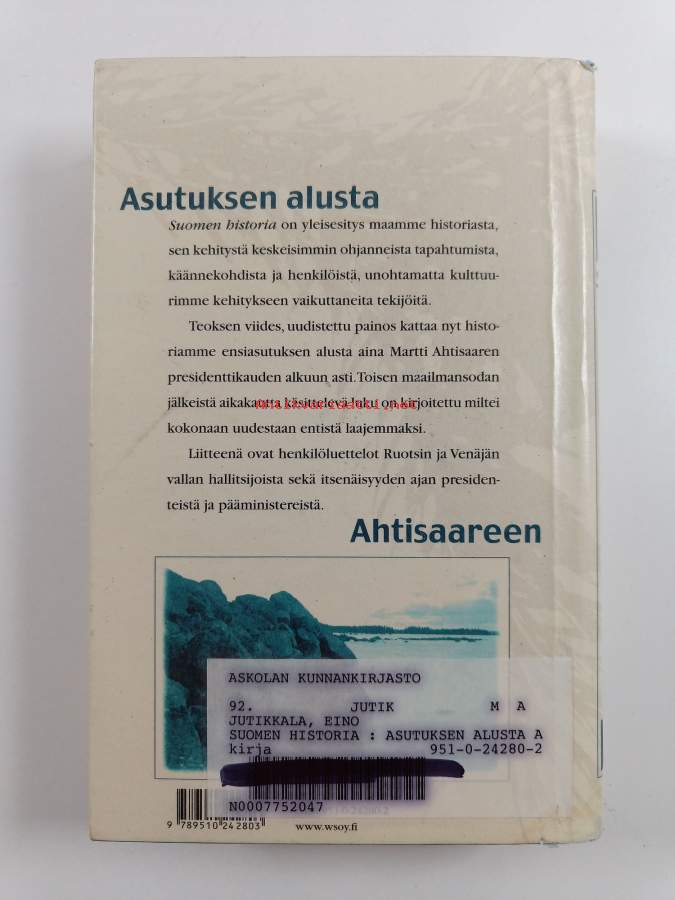 Asutuksen alusta
Suomen historia on yleisesitys maamme historiasta,
sen kehitystä keskeisimmin ohjanneista tapahtumista,
käännekohdista ja henkilöistä, unohtamatta kulttuu-
rimme kehitykseen vaikuttaneita tekijöitä.
Teoksen viides, uudistettu painos kattaa nyt histo-
riamme ensiasutuksen alusta aina Martti Ahtisaaren
presidenttikauden alkuun asti. Toisen maailmansodan
jälkeistä aikakautta käsittelevä luku on kirjoitettu miltei
Antikvariaatti.net
kokonaan uudestaan entistä laajemmaksi.
Liitteenä ovat henkilöluettelot Ruotsin ja Venäjän
vallan hallitsijoista sekä itsenäisyyden ajan presiden-
teistä ja pääministereistä.
Ahtisaareen
ASKOLAN KUNNANKIRJASTO
92. JUTIK M A
JUTIKKALA, EINO
SUOMEN HISTORIA : ASUTUKSEN ALUSTA A
kirja 951-0-24280-2
N0007752047
9 789510 242803
www.wsoy.fi